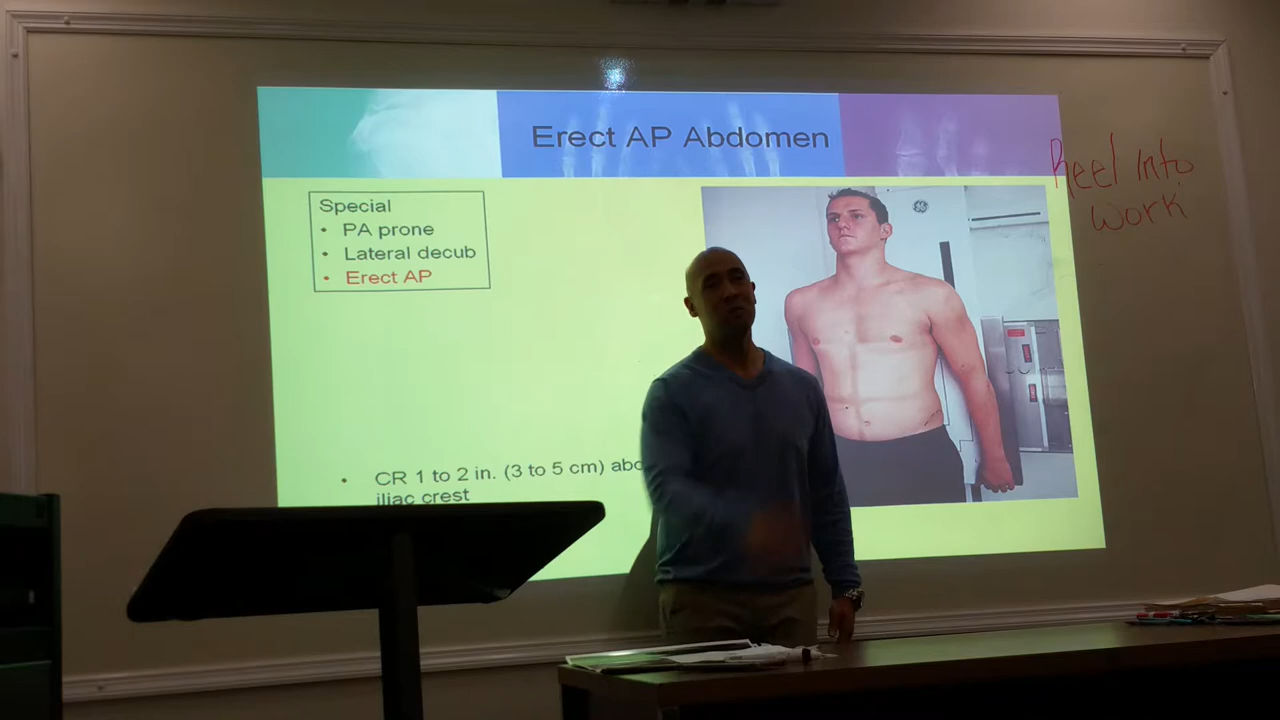 Erect AP Abdomen
Special
• PA prone
• Lateral decub
• Erect AP
• CR 1 to 2 in. (3 to 5 cm)
iliac crest
GE
Reel Into
work